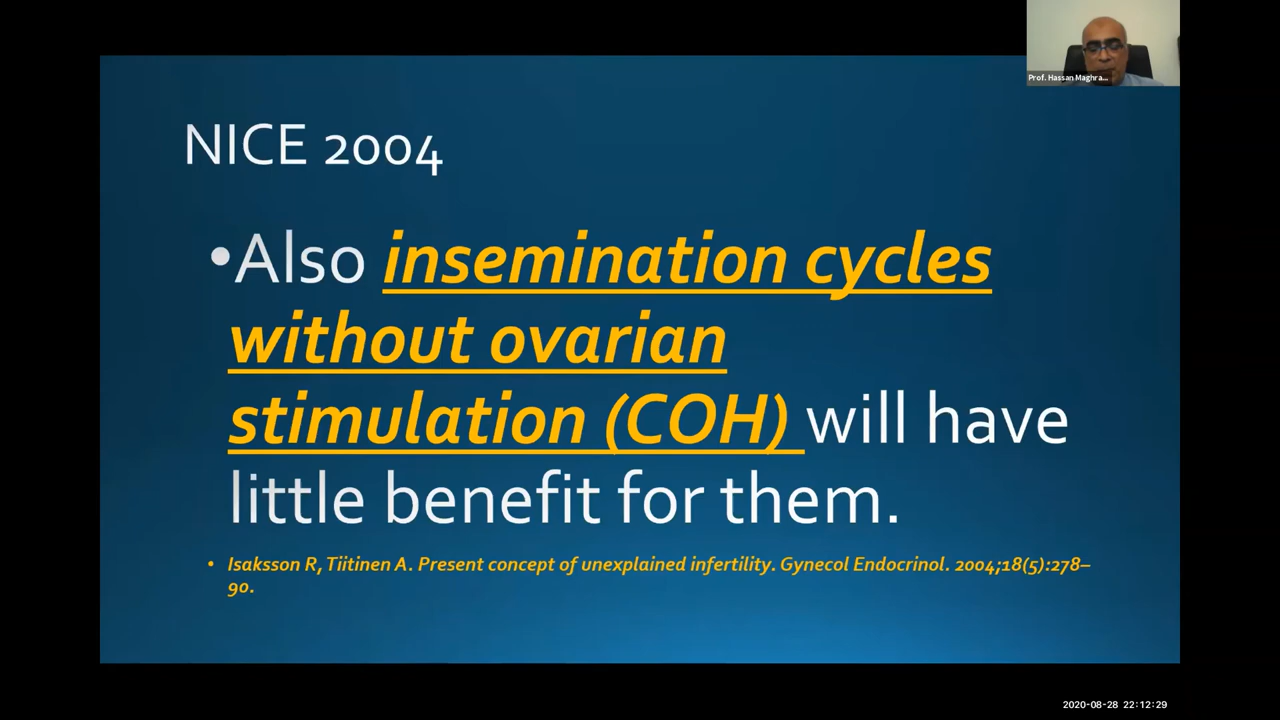 Prof. Hassan Maghra...
NICE 2004
•Also insemination cycles
without ovarian
stimulation (COH) will have
little benefit for them.
• Isaksson R, Tiitinen A. Present concept of unexplained infertility. Gynecol Endocrinol. 2004;18(5):278–
90.
2020-08-28 22:12:29